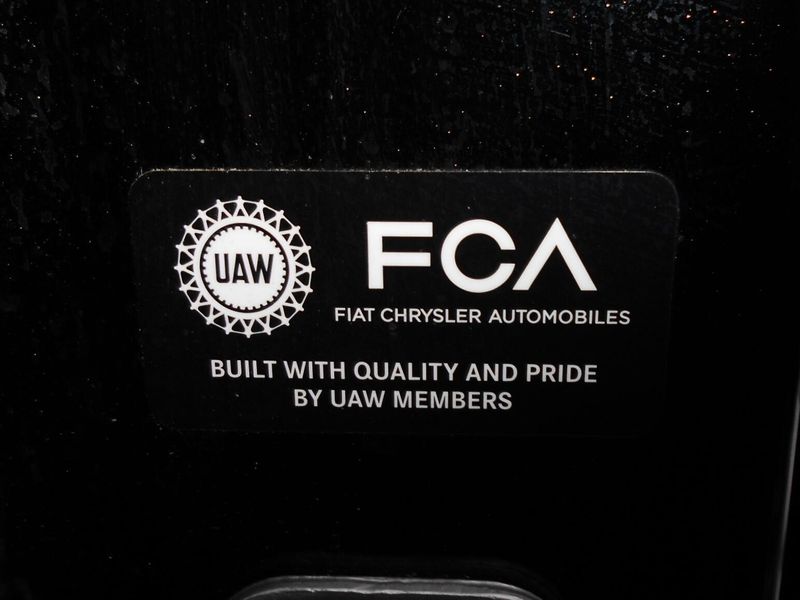 UAW
FCA
FIAT CHRYSLER AUTOMOBILES
BUILT WITH QUALITY AND PRIDE
BY UAW MEMBERS